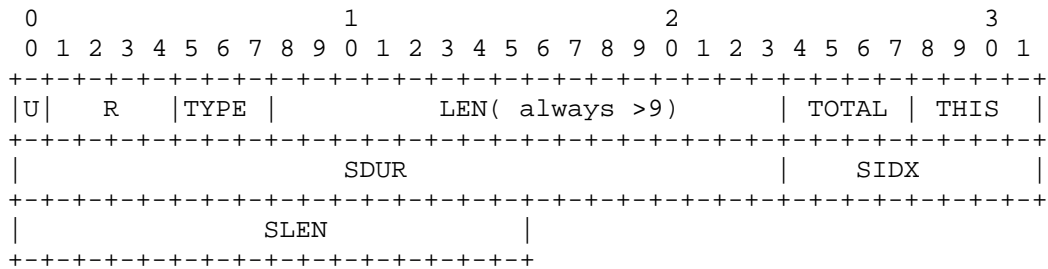 0                   1                   2                   3
 0 1 2 3 4 5 6 7 8 9 0 1 2 3 4 5 6 7 8 9 0 1 2 3 4 5 6 7 8 9 0 1
+-+-+-+-+-+-+-+-+-+-+-+-+-+-+-+-+-+-+-+-+-+-+-+-+-+-+-+-+-+-+-+-+
|U|   R   |TYPE |          LEN( always >9)      | TOTAL | THIS  |
+-+-+-+-+-+-+-+-+-+-+-+-+-+-+-+-+-+-+-+-+-+-+-+-+-+-+-+-+-+-+-+-+
|                    SDUR                       |    SIDX       |
+-+-+-+-+-+-+-+-+-+-+-+-+-+-+-+-+-+-+-+-+-+-+-+-+-+-+-+-+-+-+-+-+
|               SLEN            |
+-+-+-+-+-+-+-+-+-+-+-+-+-+-+-+-+